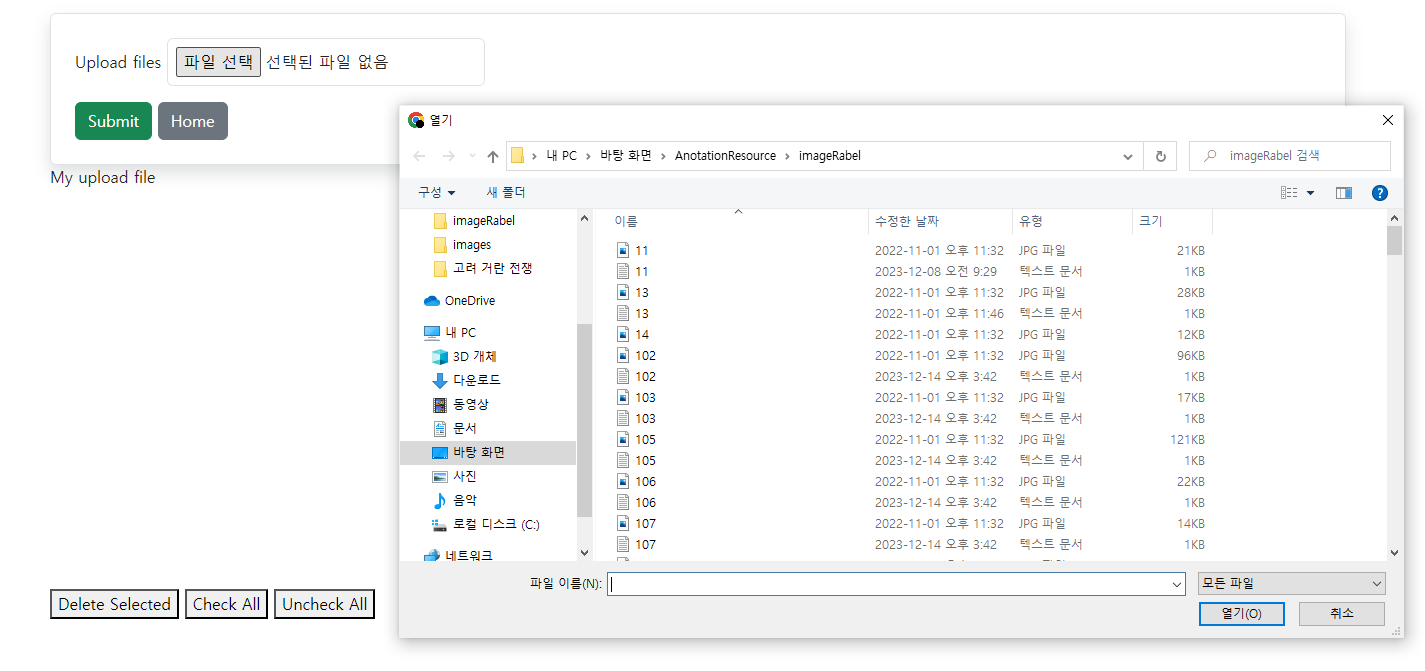 Upload files 파일 선택 선택된 파일 없음
Submit Home
My upload file
열기
내 PC 바탕 화면 AnotationResource imageRabel
imageRabel 검색
구성 새 폴더
imageRabel
images
고려 거란 전쟁
OneDrive
내 PC
3D 개체
다운로드
동영상
문서
바탕 화면
사진
음악
로컬 디스크 (C:)
네트워크
이름 수정한 날짜 유형 크기
11 2022-11-01 오후 11:32 JPG 파일 21KB
11 2023-12-08 오전 9:29 텍스트 문서 1KB
13 2022-11-01 오후 11:32 JPG 파일 28KB
13 2022-11-01 오후 11:46 텍스트 문서 1KB
14 2022-11-01 오후 11:32 JPG 파일 12KB
102 2022-11-01 오후 11:32 JPG 파일 96KB
102 2023-12-14 오후 3:42 텍스트 문서 1KB
103 2022-11-01 오후 11:32 JPG 파일 17KB
103 2023-12-14 오후 3:42 텍스트 문서 1KB
105 2022-11-01 오후 11:32 JPG 파일 121KB
105 2023-12-14 오후 3:42 텍스트 문서 1KB
106 2022-11-01 오후 11:32 JPG 파일 22KB
106 2023-12-14 오후 3:42 텍스트 문서 1KB
107 2022-11-01 오후 11:32 JPG 파일 14KB
107 2023-12-14 오후 3:42 텍스트 문서 1KB
파일 이름(N): 모든 파일
열기(O) 취소
Delete Selected Check All Uncheck All